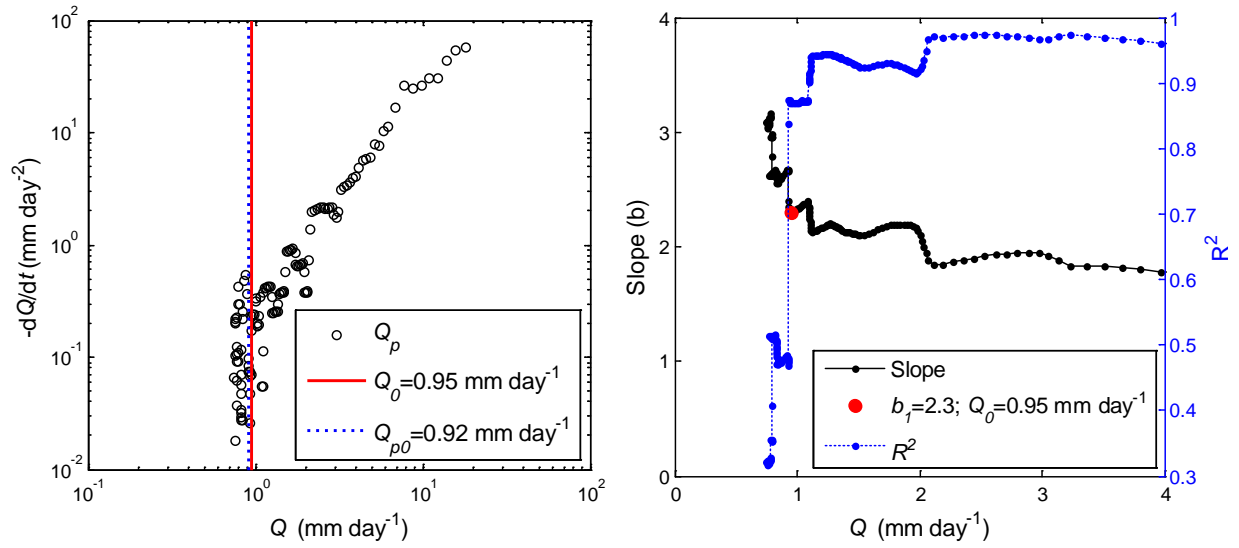 10^2
10^1
10^0
10^-1
10^-2
-dQ/dt (mm day^-2)
10^-1
10^0
10^1
10^2
Q (mm day^-1)
Q_p
Q_0=0.95 mm day^-1
Q_p0=0.92 mm day^-1
4
3
2
1
0
Slope (b)
0
1
2
3
4
Q (mm day^-1)
1
0.9
0.8
0.7
0.6
0.5
0.4
0.3
R^2
Slope
b_1=2.3; Q_0=0.95 mm day^-1
R^2